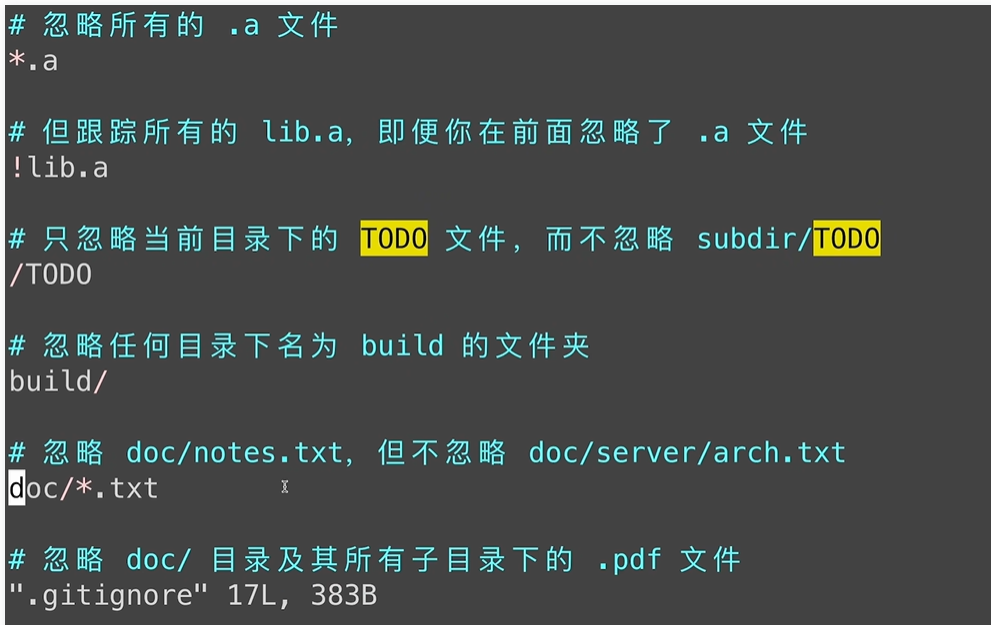 # 忽略所有的 .a 文件
*.a
# 但跟踪所有的 lib.a，即便你在前面忽略了 .a 文件
!lib.a
# 只忽略当前目录下的 TODO 文件，而不忽略 subdir/TODO
/TODO
# 忽略任何目录下名为 build 的文件夹
build/
# 忽略 doc/notes.txt，但不忽略 doc/server/arch.txt
doc/*.txt
# 忽略 doc/ 目录及其所有子目录下的 .pdf 文件
".gitignore" 17L, 383B